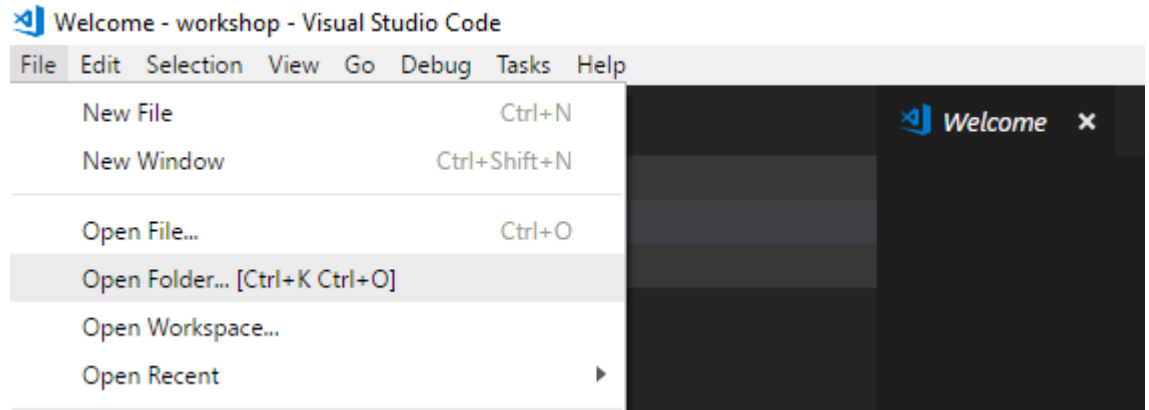 Welcome - workshop - Visual Studio Code
File Edit Selection View Go Debug Tasks Help
New File Ctrl+N
New Window Ctrl+Shift+N
Open File... Ctrl+O
Open Folder... [Ctrl+K Ctrl+O]
Open Workspace...
Open Recent
Welcome